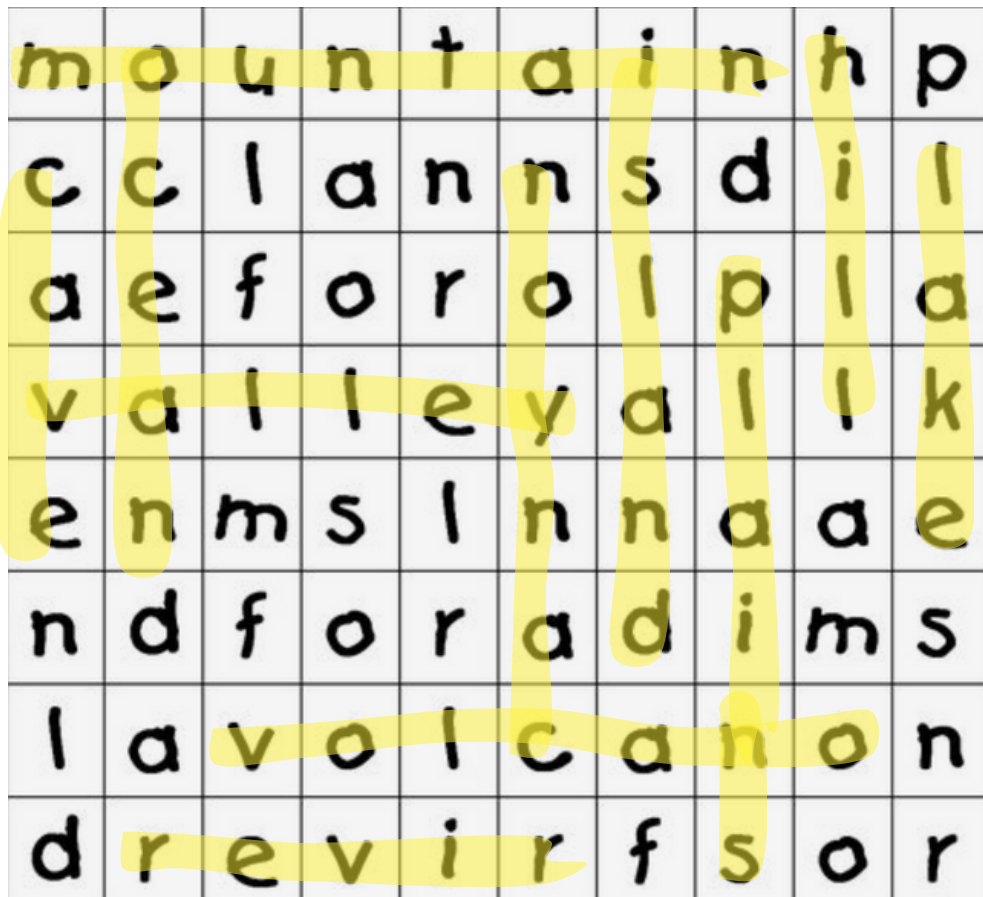 m o u n t a i n h p
c c l a n n s d i l
a e f o r o l p l a
v a l l e y a l l k
e n m s l n n a a e
n d f o r a d i m s
l a v o l c a n o n
d r e v i r f s o r